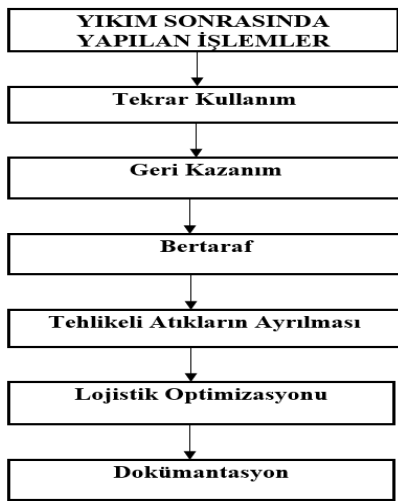 YIKIM SONRASINDA
YAPILAN İŞLEMLER
Tekrar Kullanım
Geri Kazanım
Bertaraf
Tehlikeli Atıkların Ayrılması
Lojistik Optimizasyonu
Dokümantasyon